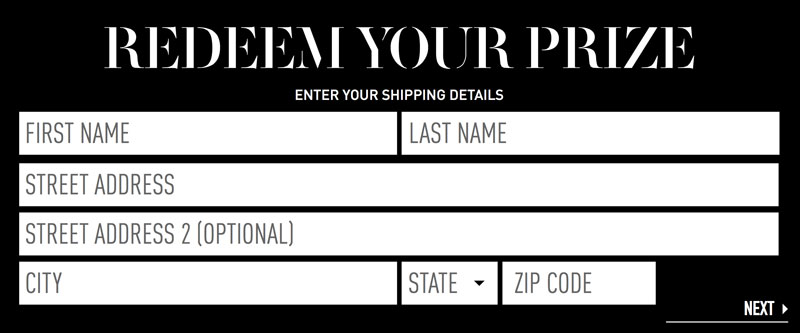 REDEEM YOUR PRIZE
ENTER YOUR SHIPPING DETAILS
FIRST NAME LAST NAME
STREET ADDRESS
STREET ADDRESS 2 (OPTIONAL)
CITY STATE ZIP CODE
NEXT